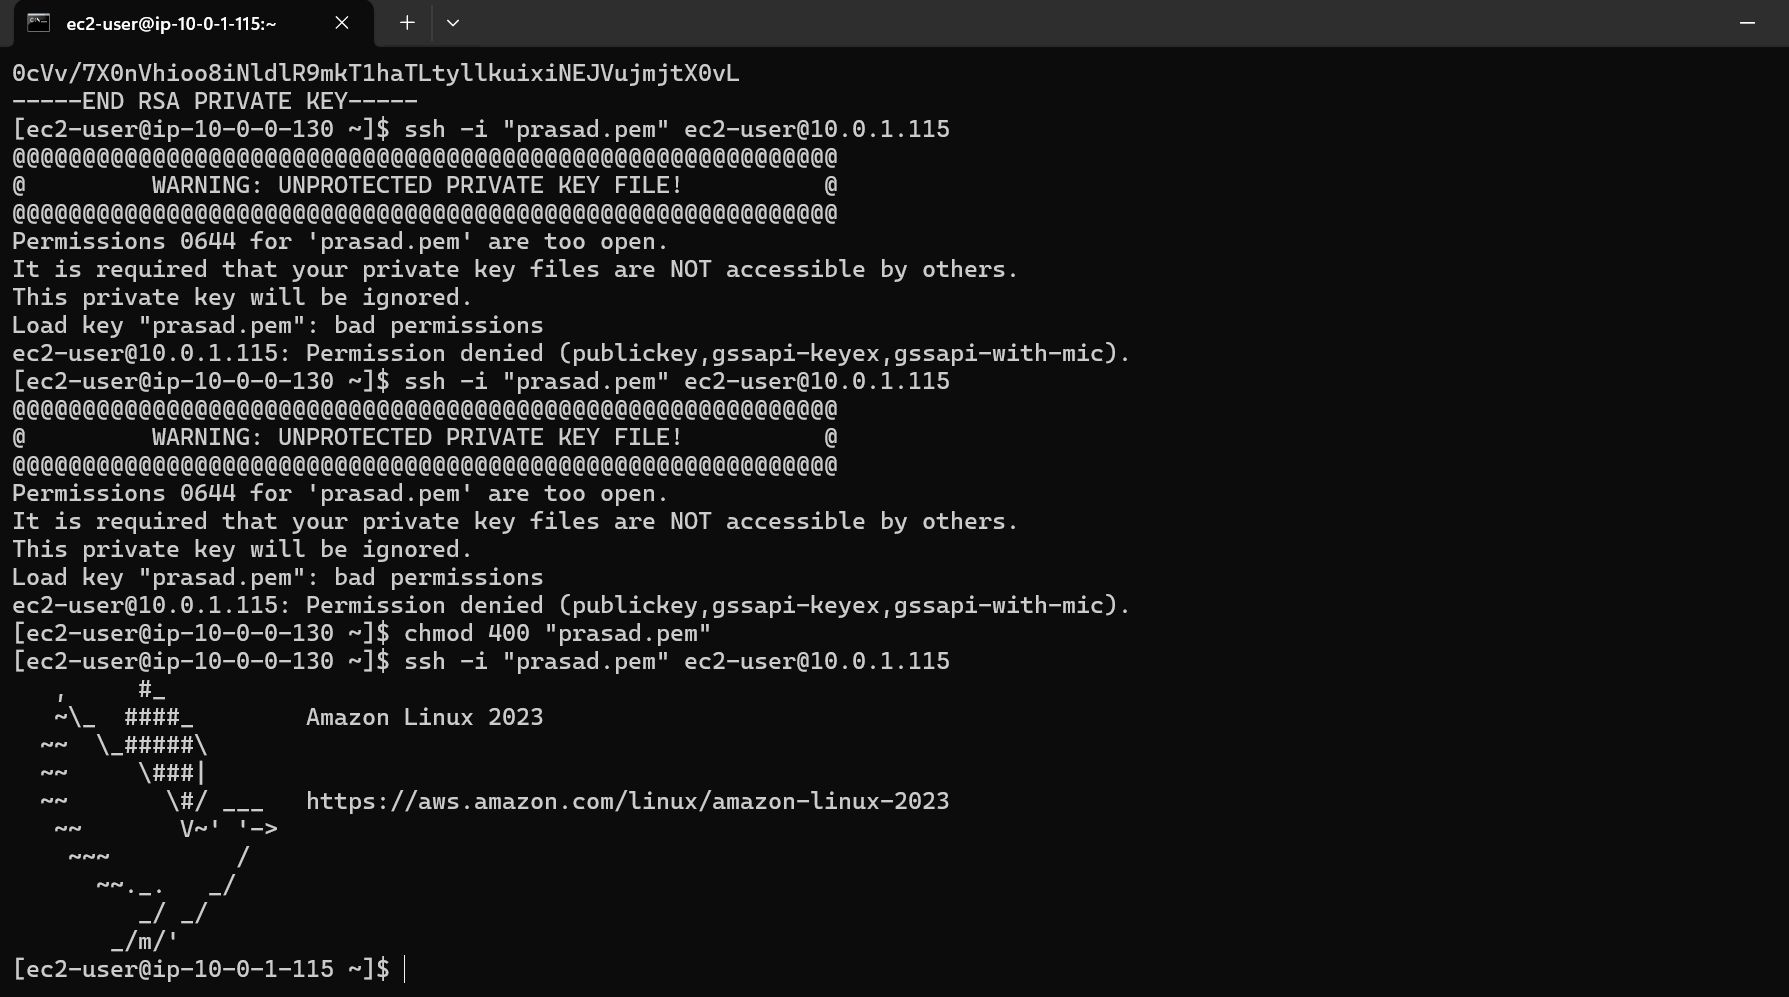 ec2-user@ip-10-0-1-115:~
0cVv/7X0nVhioo8iNldlR9mkT1haTLtyllkuixiNEJVujmjtX0vL
-----END RSA PRIVATE KEY-----
[ec2-user@ip-10-0-0-130 ~]$ ssh -i "prasad.pem" ec2-user@10.0.1.115
@@@@@@@@@@@@@@@@@@@@@@@@@@@@@@@@@@@@@@@@@@@@@@@@@@@@@@@@@@@
@         WARNING: UNPROTECTED PRIVATE KEY FILE!          @
@@@@@@@@@@@@@@@@@@@@@@@@@@@@@@@@@@@@@@@@@@@@@@@@@@@@@@@@@@@
Permissions 0644 for 'prasad.pem' are too open.
It is required that your private key files are NOT accessible by others.
This private key will be ignored.
Load key "prasad.pem": bad permissions
ec2-user@10.0.1.115: Permission denied (publickey,gssapi-keyex,gssapi-with-mic).
[ec2-user@ip-10-0-0-130 ~]$ ssh -i "prasad.pem" ec2-user@10.0.1.115
@@@@@@@@@@@@@@@@@@@@@@@@@@@@@@@@@@@@@@@@@@@@@@@@@@@@@@@@@@@
@         WARNING: UNPROTECTED PRIVATE KEY FILE!          @
@@@@@@@@@@@@@@@@@@@@@@@@@@@@@@@@@@@@@@@@@@@@@@@@@@@@@@@@@@@
Permissions 0644 for 'prasad.pem' are too open.
It is required that your private key files are NOT accessible by others.
This private key will be ignored.
Load key "prasad.pem": bad permissions
ec2-user@10.0.1.115: Permission denied (publickey,gssapi-keyex,gssapi-with-mic).
[ec2-user@ip-10-0-0-130 ~]$ chmod 400 "prasad.pem"
[ec2-user@ip-10-0-0-130 ~]$ ssh -i "prasad.pem" ec2-user@10.0.1.115
   ,     #_
   ~\_  ####_        Amazon Linux 2023
  ~~  \_#####\
  ~~     \###|
  ~~       \#/ ___   https://aws.amazon.com/linux/amazon-linux-2023
   ~~       V~' '->
    ~~~         /
      ~~._.   _/
         _/ _/
       _/m/'
[ec2-user@ip-10-0-1-115 ~]$